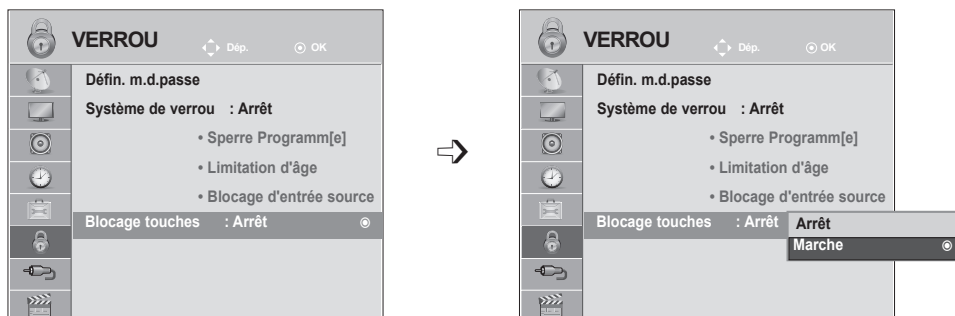 VERROU Dép. OK
Défin. m.d.passe
Système de verrou : Arrêt
• Sperre Programm[e]
• Limitation d'âge
• Blocage d'entrée source
Blocage touches : Arrêt
VERROU Dép. OK
Défin. m.d.passe
Système de verrou : Arrêt
• Sperre Programm[e]
• Limitation d'âge
• Blocage d'entrée source
Blocage touches : Arrêt
Arrêt
Marche